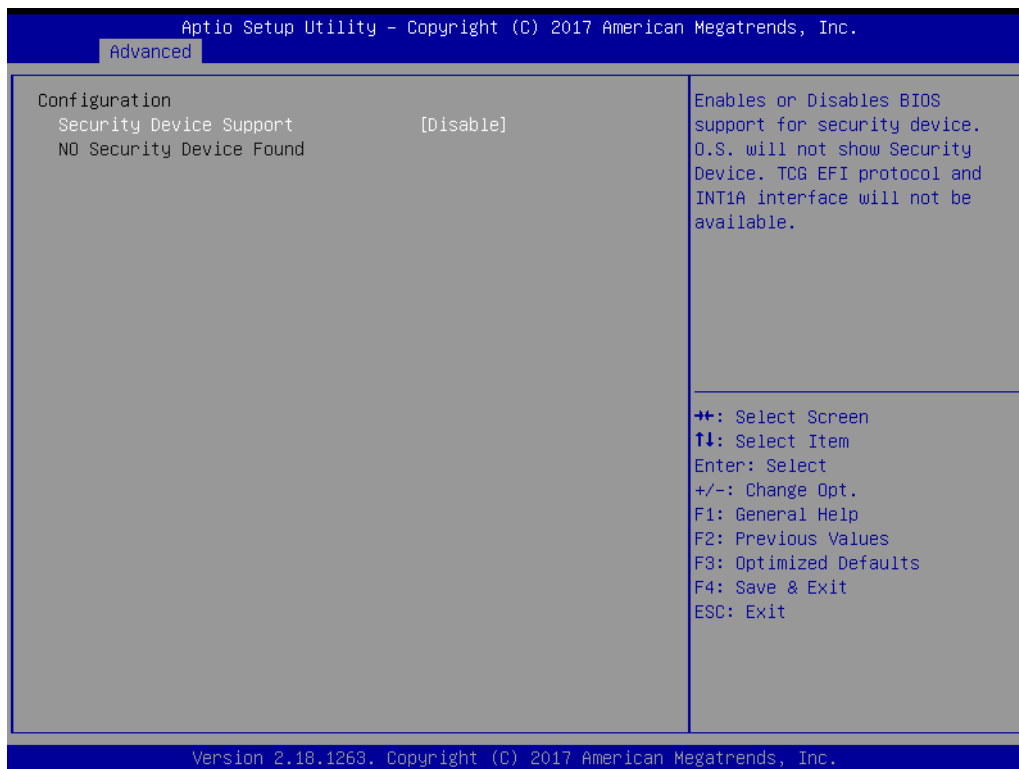 Aptio Setup Utility – Copyright (C) 2017 American Megatrends, Inc.
Advanced
Configuration
Security Device Support [Disable]
NO Security Device Found
Enables or Disables BIOS
support for security device.
O.S. will not show Security
Device. TCG EFI protocol and
INT1A interface will not be
available.
→←: Select Screen
↑↓: Select Item
Enter: Select
+/-: Change Opt.
F1: General Help
F2: Previous Values
F3: Optimized Defaults
F4: Save & Exit
ESC: Exit
Version 2.18.1263. Copyright (C) 2017 American Megatrends, Inc.